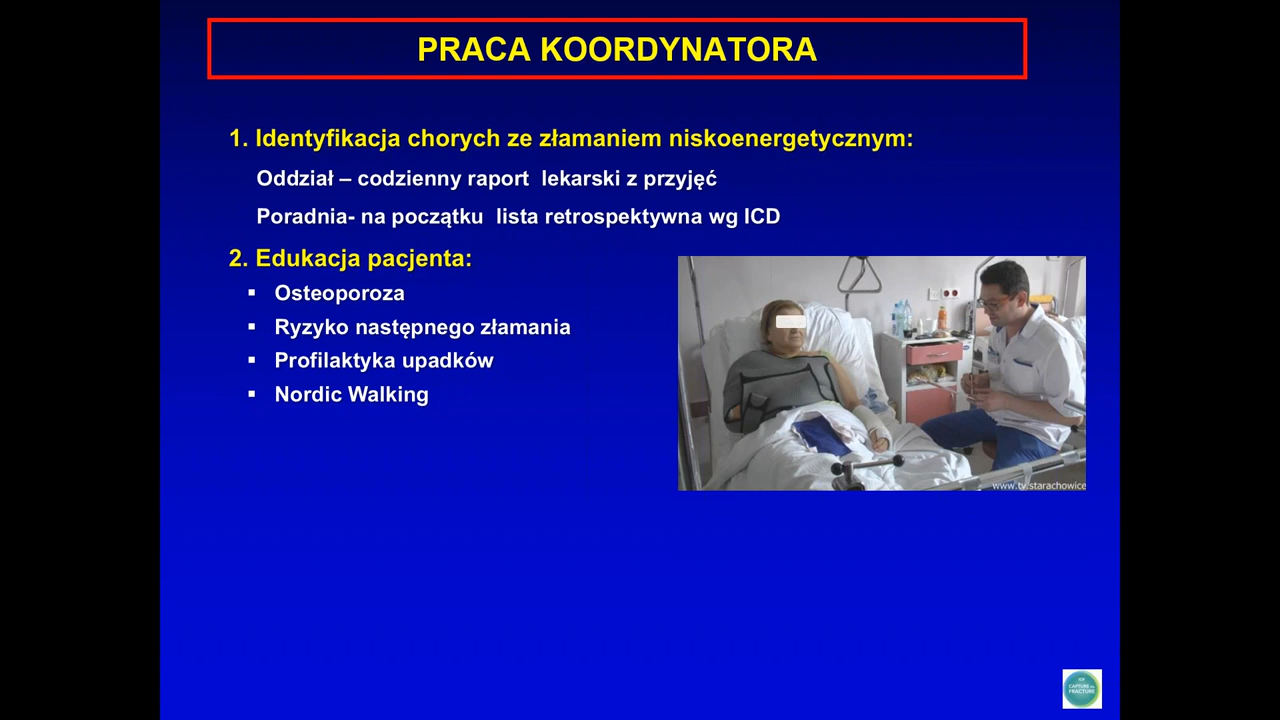 PRACA KOORDYNATORA
1. Identyfikacja chorych ze złamaniem niskoenergetycznym:
Oddział – codzienny raport lekarski z przyjęć
Poradnia- na początku lista retrospektywna wg ICD
2. Edukacja pacjenta:
▪ Osteoporoza
▪ Ryzyko następnego złamania
▪ Profilaktyka upadków
▪ Nordic Walking
www.tv.starachowice
IOF
CAPTURE the
FRACTURE